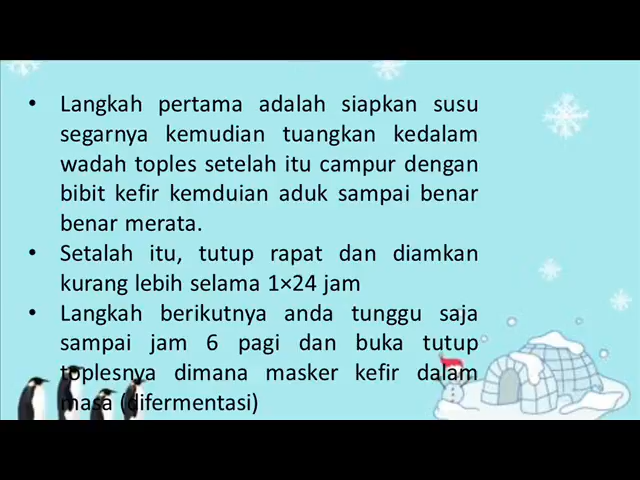 • Langkah pertama adalah siapkan susu
segarnya kemudian tuangkan kedalam
wadah toples setelah itu campur dengan
bibit kefir kemduian aduk sampai benar
benar merata.
• Setalah itu, tutup rapat dan diamkan
kurang lebih selama 1×24 jam
• Langkah berikutnya anda tunggu saja
sampai jam 6 pagi dan buka tutup
toplesnya dimana masker kefir dalam
masa (difermentasi)